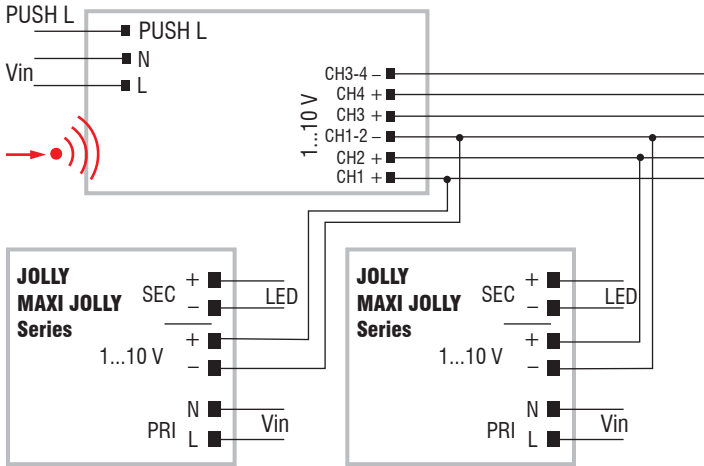 PUSH L
PUSH L
N
Vin
L
1...10 V
CH3-4 –
CH4 +
CH3 +
CH1-2 –
CH2 +
CH1 +
JOLLY
MAXI JOLLY
Series
SEC
+
–
LED
1...10 V
+
–
PRI
N
L
Vin
JOLLY
MAXI JOLLY
Series
SEC
+
–
LED
1...10 V
+
–
PRI
N
L
Vin